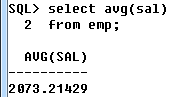 SQL> select avg(sal)
  2  from emp;
  AVG(SAL)
----------
2073.21429